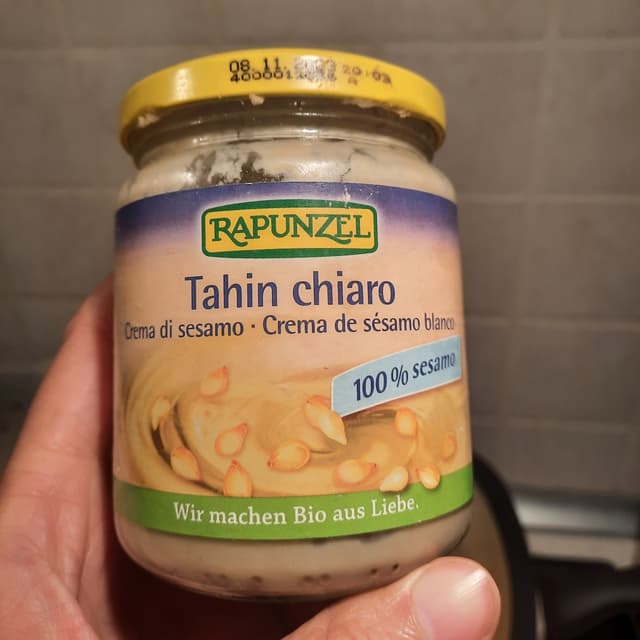 08.11.
RAPUNZEL
Tahin chiaro
Crema di sesamo · Crema de sésamo blanco
100% sesamo
Wir machen Bio aus Liebe.